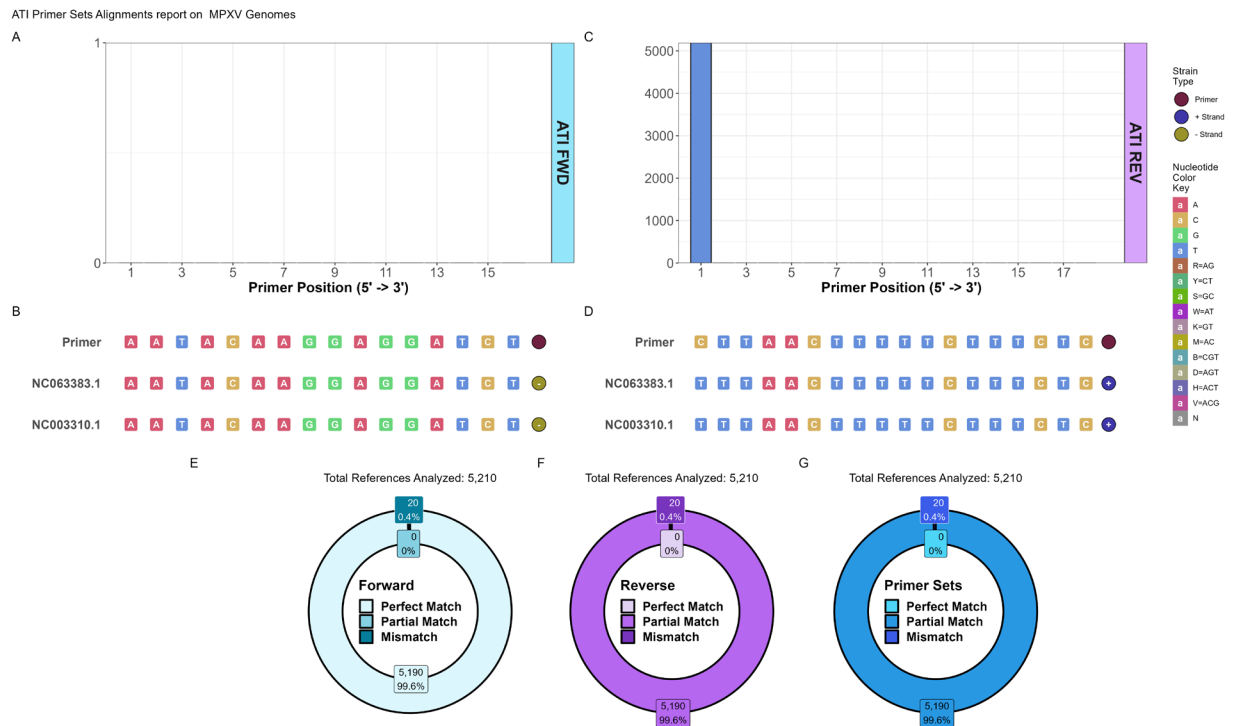 ATI Primer Sets Alignments report on MPXV Genomes
A
1
0
1 3 5 7 9 11 13 15
Primer Position (5' -> 3')
ATI FWD
C
5000
4000
3000
2000
1000
0
1 3 5 7 9 11 13 15 17
Primer Position (5' -> 3')
ATI REV
Strain
Type
Primer
+ Strand
- Strand
Nucleotide
Color
Key
a A
a C
a G
a T
a R=AG
a Y=CT
a S=GC
a W=AT
a K=GT
a M=AC
a B=CGT
a D=AGT
a H=ACT
a V=ACG
a N
B
Primer A A T A C A A G G A G G A T C T
NC063383.1 A A T A C A A G G A G G A T C T -
NC003310.1 A A T A C A A G G A G G A T C T -
D
Primer C T T A A C T T T T T C T T T C T C
NC063383.1 T T T A A C T T T T T C T T T C T C +
NC003310.1 T T T A A C T T T T T C T T T C T C +
E
Total References Analyzed: 5,210
20
0.4%
0
0%
Forward
Perfect Match
Partial Match
Mismatch
5,190
99.6%
F
Total References Analyzed: 5,210
20
0.4%
0
0%
Reverse
Perfect Match
Partial Match
Mismatch
5,190
99.6%
G
Total References Analyzed: 5,210
20
0.4%
0
0%
Primer Sets
Perfect Match
Partial Match
Mismatch
5,190
99.6%